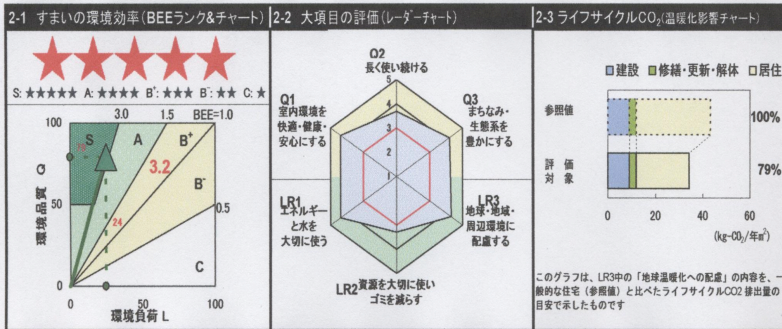 2-1 すまいの環境効率(BEEランク&チャート)
S: ★★★★★ A: ★★★★ B⁺: ★★★ B⁻: ★★ C: ★
3.0 1.5 BEE=1.0
100
S A B⁺
3.2
B⁻
環境品質 Q
50
0.5
24
C
0
0 50 100
環境負荷 L
2-2 大項目の評価(レーダーチャート)
Q2
長く使い続ける
Q1
室内環境を
快適・健康・
安心にする
Q3
まちなみ・
生態系を
豊かにする
5
4
3
2
1
LR1
エネルギー
と水を
大切に使う
LR3
地球・地域・
周辺環境に
配慮する
LR2 資源を大切に使い
ゴミを減らす
2-3 ライフサイクルCO₂(温暖化影響チャート)
建設 修繕・更新・解体 居住
参照値 100%
評価
対象
79%
0 20 40 60
(kg-CO₂/年m²)
このグラフは、LR3中の「地球温暖化への配慮」の内容を、一
般的な住宅(参照値)と比べたライフサイクルCO2 排出量の
目安で示したものです